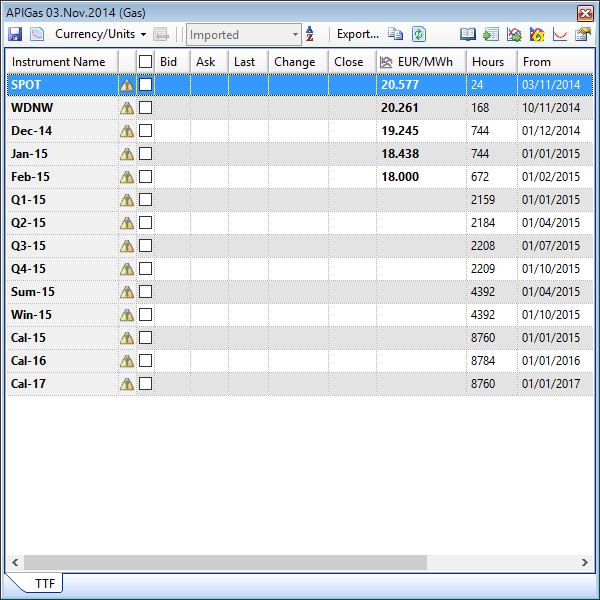 APIGas 03.Nov.2014 (Gas)
Currency/Units Imported A Z Export...
Instrument Name Bid Ask Last Change Close EUR/MWh Hours From
SPOT 20.577 24 03/11/2014
WDNW 20.261 168 10/11/2014
Dec-14 19.245 744 01/12/2014
Jan-15 18.438 744 01/01/2015
Feb-15 18.000 672 01/02/2015
Q1-15 2159 01/01/2015
Q2-15 2184 01/04/2015
Q3-15 2208 01/07/2015
Q4-15 2209 01/10/2015
Sum-15 4392 01/04/2015
Win-15 4392 01/10/2015
Cal-15 8760 01/01/2015
Cal-16 8784 01/01/2016
Cal-17 8760 01/01/2017
TTF